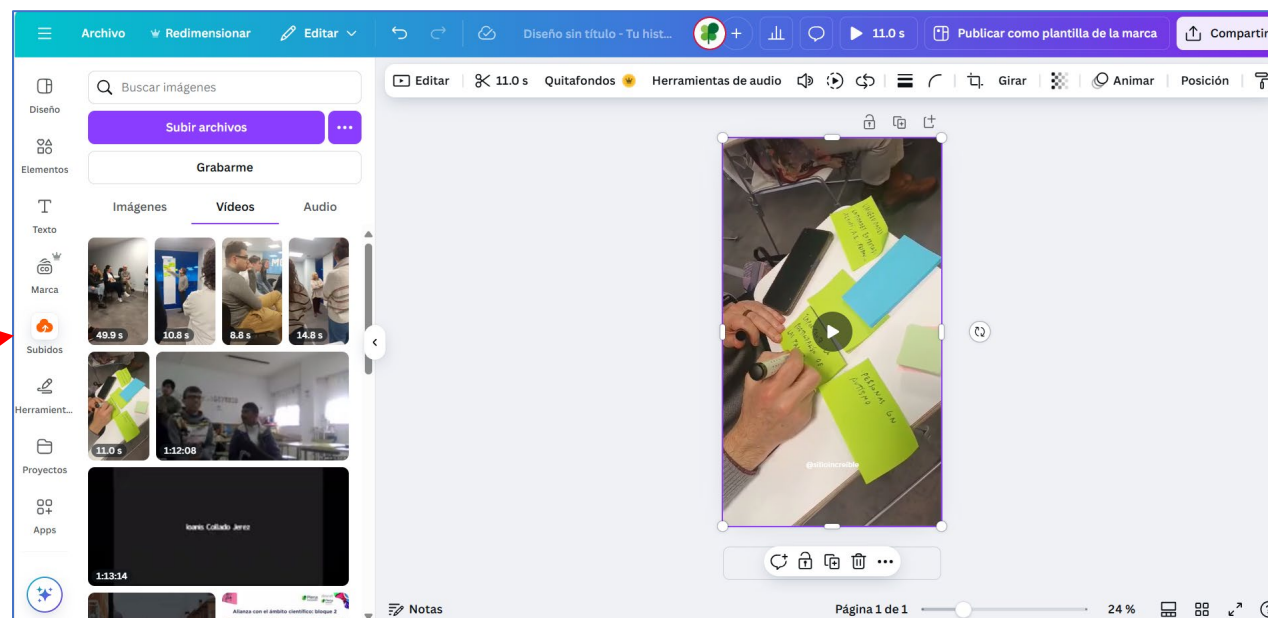 Archivo
Redimensionar
Editar
Diseño sin título - Tu hist...
11.0 s
Publicar como plantilla de la marca
Compartir
Diseño
Elementos
Texto
Marca
Subidos
Herramient...
Proyectos
Apps
Buscar imágenes
Subir archivos
Grabarme
Imágenes
Vídeos
Audio
49.9 s
10.8 s
8.8 s
14.8 s
11.0 s
1:12:08
Ioanis Collado Jerez
1:13:14
Alianza con el ámbito científico: bloque 2
Editar
11.0 s
Quitafondos
Herramientas de audio
Girar
Animar
Posición
PERSONAS CON
AUTISMO
Notas
Página 1 de 1
24 %